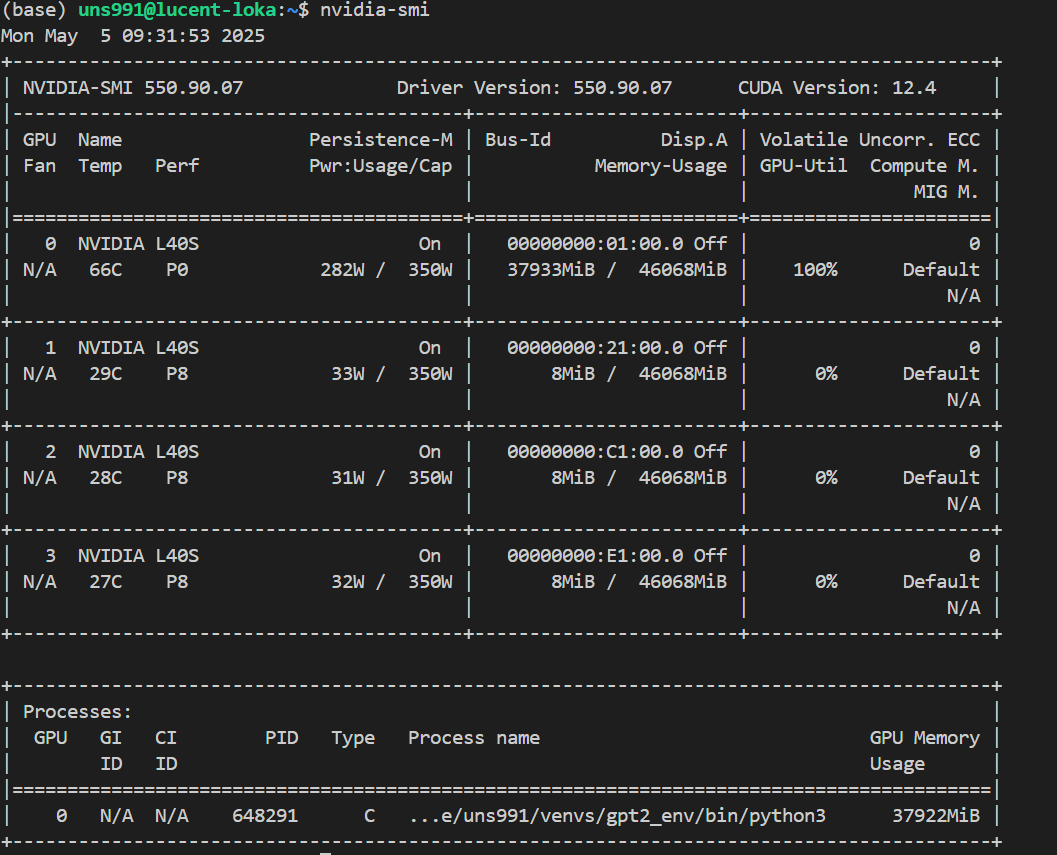 (base) uns991@lucent-loka:~$ nvidia-smi
Mon May  5 09:31:53 2025
+-----------------------------------------------------------------------------------------+
| NVIDIA-SMI 550.90.07              Driver Version: 550.90.07      CUDA Version: 12.4     |
|-----------------------------------------+------------------------+----------------------+
| GPU  Name                 Persistence-M | Bus-Id          Disp.A | Volatile Uncorr. ECC |
| Fan  Temp   Perf          Pwr:Usage/Cap |           Memory-Usage | GPU-Util  Compute M. |
|                                         |                        |               MIG M. |
|=========================================+========================+======================|
|   0  NVIDIA L40S                    On  |   00000000:01:00.0 Off |                    0 |
| N/A   66C    P0            282W /  350W |   37933MiB /  46068MiB |    100%      Default |
|                                         |                        |                  N/A |
+-----------------------------------------+------------------------+----------------------+
|   1  NVIDIA L40S                    On  |   00000000:21:00.0 Off |                    0 |
| N/A   29C    P8             33W /  350W |       8MiB /  46068MiB |      0%      Default |
|                                         |                        |                  N/A |
+-----------------------------------------+------------------------+----------------------+
|   2  NVIDIA L40S                    On  |   00000000:C1:00.0 Off |                    0 |
| N/A   28C    P8             31W /  350W |       8MiB /  46068MiB |      0%      Default |
|                                         |                        |                  N/A |
+-----------------------------------------+------------------------+----------------------+
|   3  NVIDIA L40S                    On  |   00000000:E1:00.0 Off |                    0 |
| N/A   27C    P8             32W /  350W |       8MiB /  46068MiB |      0%      Default |
|                                         |                        |                  N/A |
+-----------------------------------------+------------------------+----------------------+

+-----------------------------------------------------------------------------------------+
| Processes:                                                                              |
|  GPU   GI   CI        PID   Type   Process name                              GPU Memory |
|        ID   ID                                                               Usage      |
|=========================================================================================|
|    0   N/A  N/A    648291      C   ...e/uns991/venvs/gpt2_env/bin/python3      37922MiB |
+-----------------------------------------------------------------------------------------+